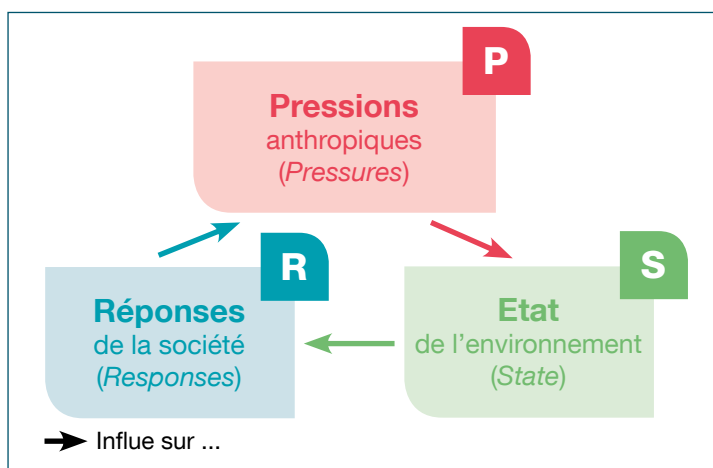 P
Pressions
anthropiques
(Pressures)
R
Réponses
de la société
(Responses)
S
Etat
de l'environnement
(State)
Influe sur ...